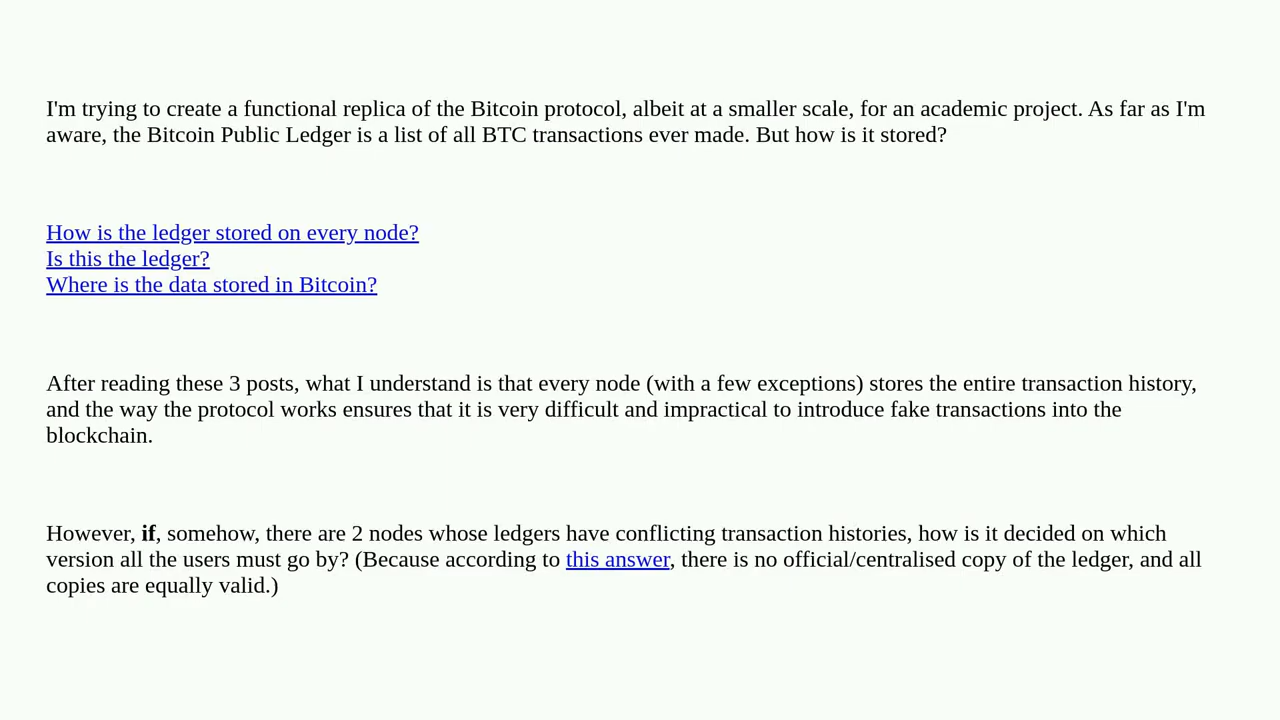 I'm trying to create a functional replica of the Bitcoin protocol, albeit at a smaller scale, for an academic project. As far as I'm
aware, the Bitcoin Public Ledger is a list of all BTC transactions ever made. But how is it stored?
How is the ledger stored on every node?
Is this the ledger?
Where is the data stored in Bitcoin?
After reading these 3 posts, what I understand is that every node (with a few exceptions) stores the entire transaction history,
and the way the protocol works ensures that it is very difficult and impractical to introduce fake transactions into the
blockchain.
However, if, somehow, there are 2 nodes whose ledgers have conflicting transaction histories, how is it decided on which
version all the users must go by? (Because according to this answer, there is no official/centralised copy of the ledger, and all
copies are equally valid.)